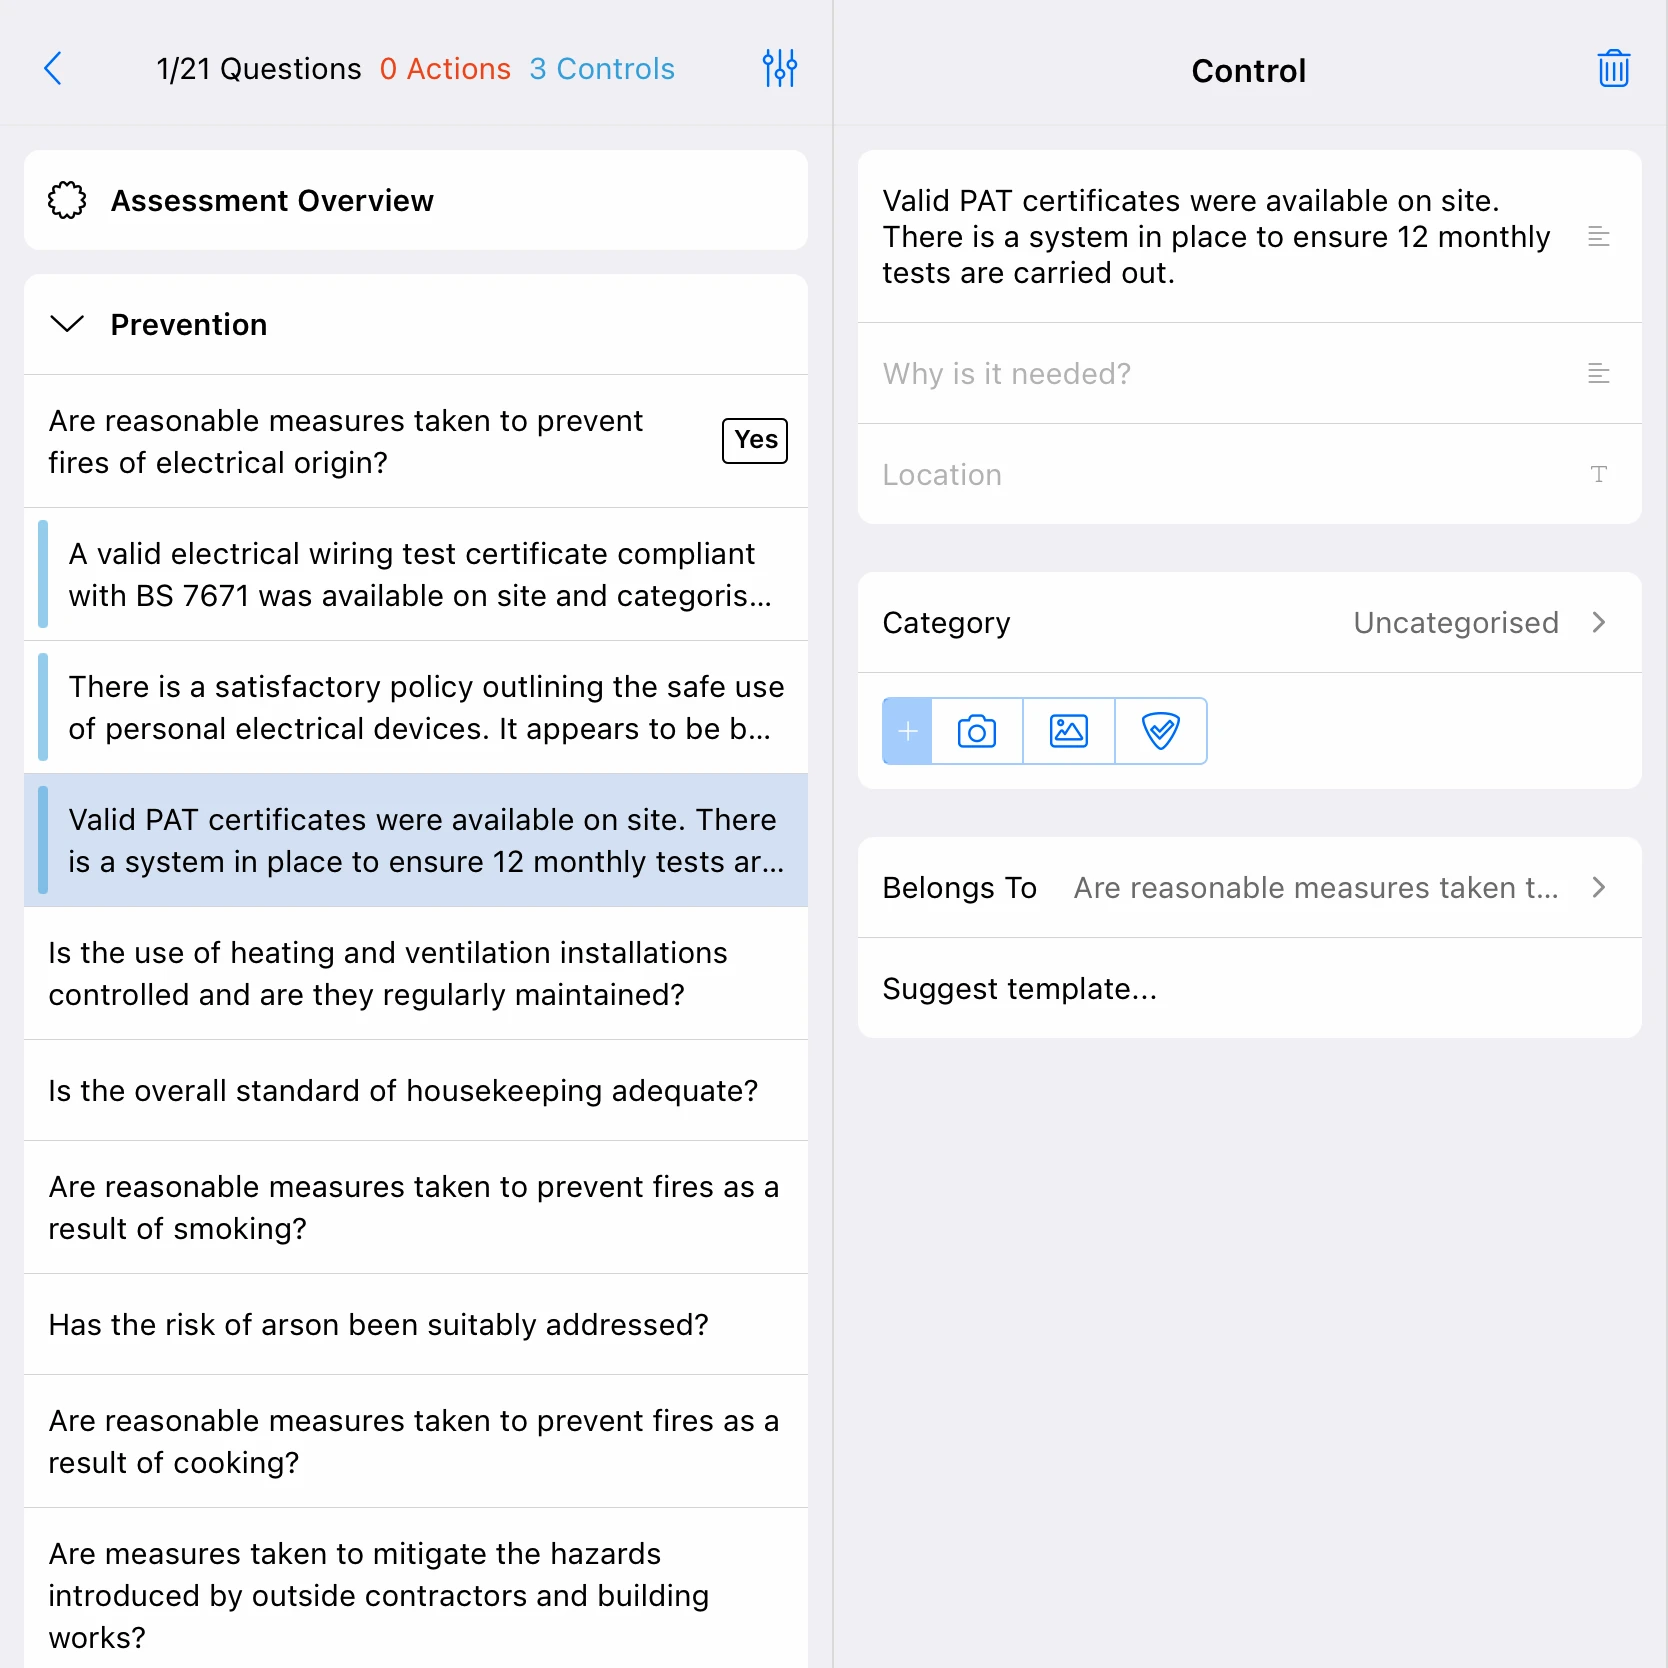 1/21 Questions 0 Actions 3 Controls
Assessment Overview
Prevention
Are reasonable measures taken to prevent
fires of electrical origin?
Yes
A valid electrical wiring test certificate compliant
with BS 7671 was available on site and categoris...
There is a satisfactory policy outlining the safe use
of personal electrical devices. It appears to be b...
Valid PAT certificates were available on site. There
is a system in place to ensure 12 monthly tests ar...
Is the use of heating and ventilation installations
controlled and are they regularly maintained?
Is the overall standard of housekeeping adequate?
Are reasonable measures taken to prevent fires as a
result of smoking?
Has the risk of arson been suitably addressed?
Are reasonable measures taken to prevent fires as a
result of cooking?
Are measures taken to mitigate the hazards
introduced by outside contractors and building
works?
Control
Valid PAT certificates were available on site.
There is a system in place to ensure 12 monthly
tests are carried out.
Why is it needed?
Location
T
Category Uncategorised
Belongs To Are reasonable measures taken t...
Suggest template...